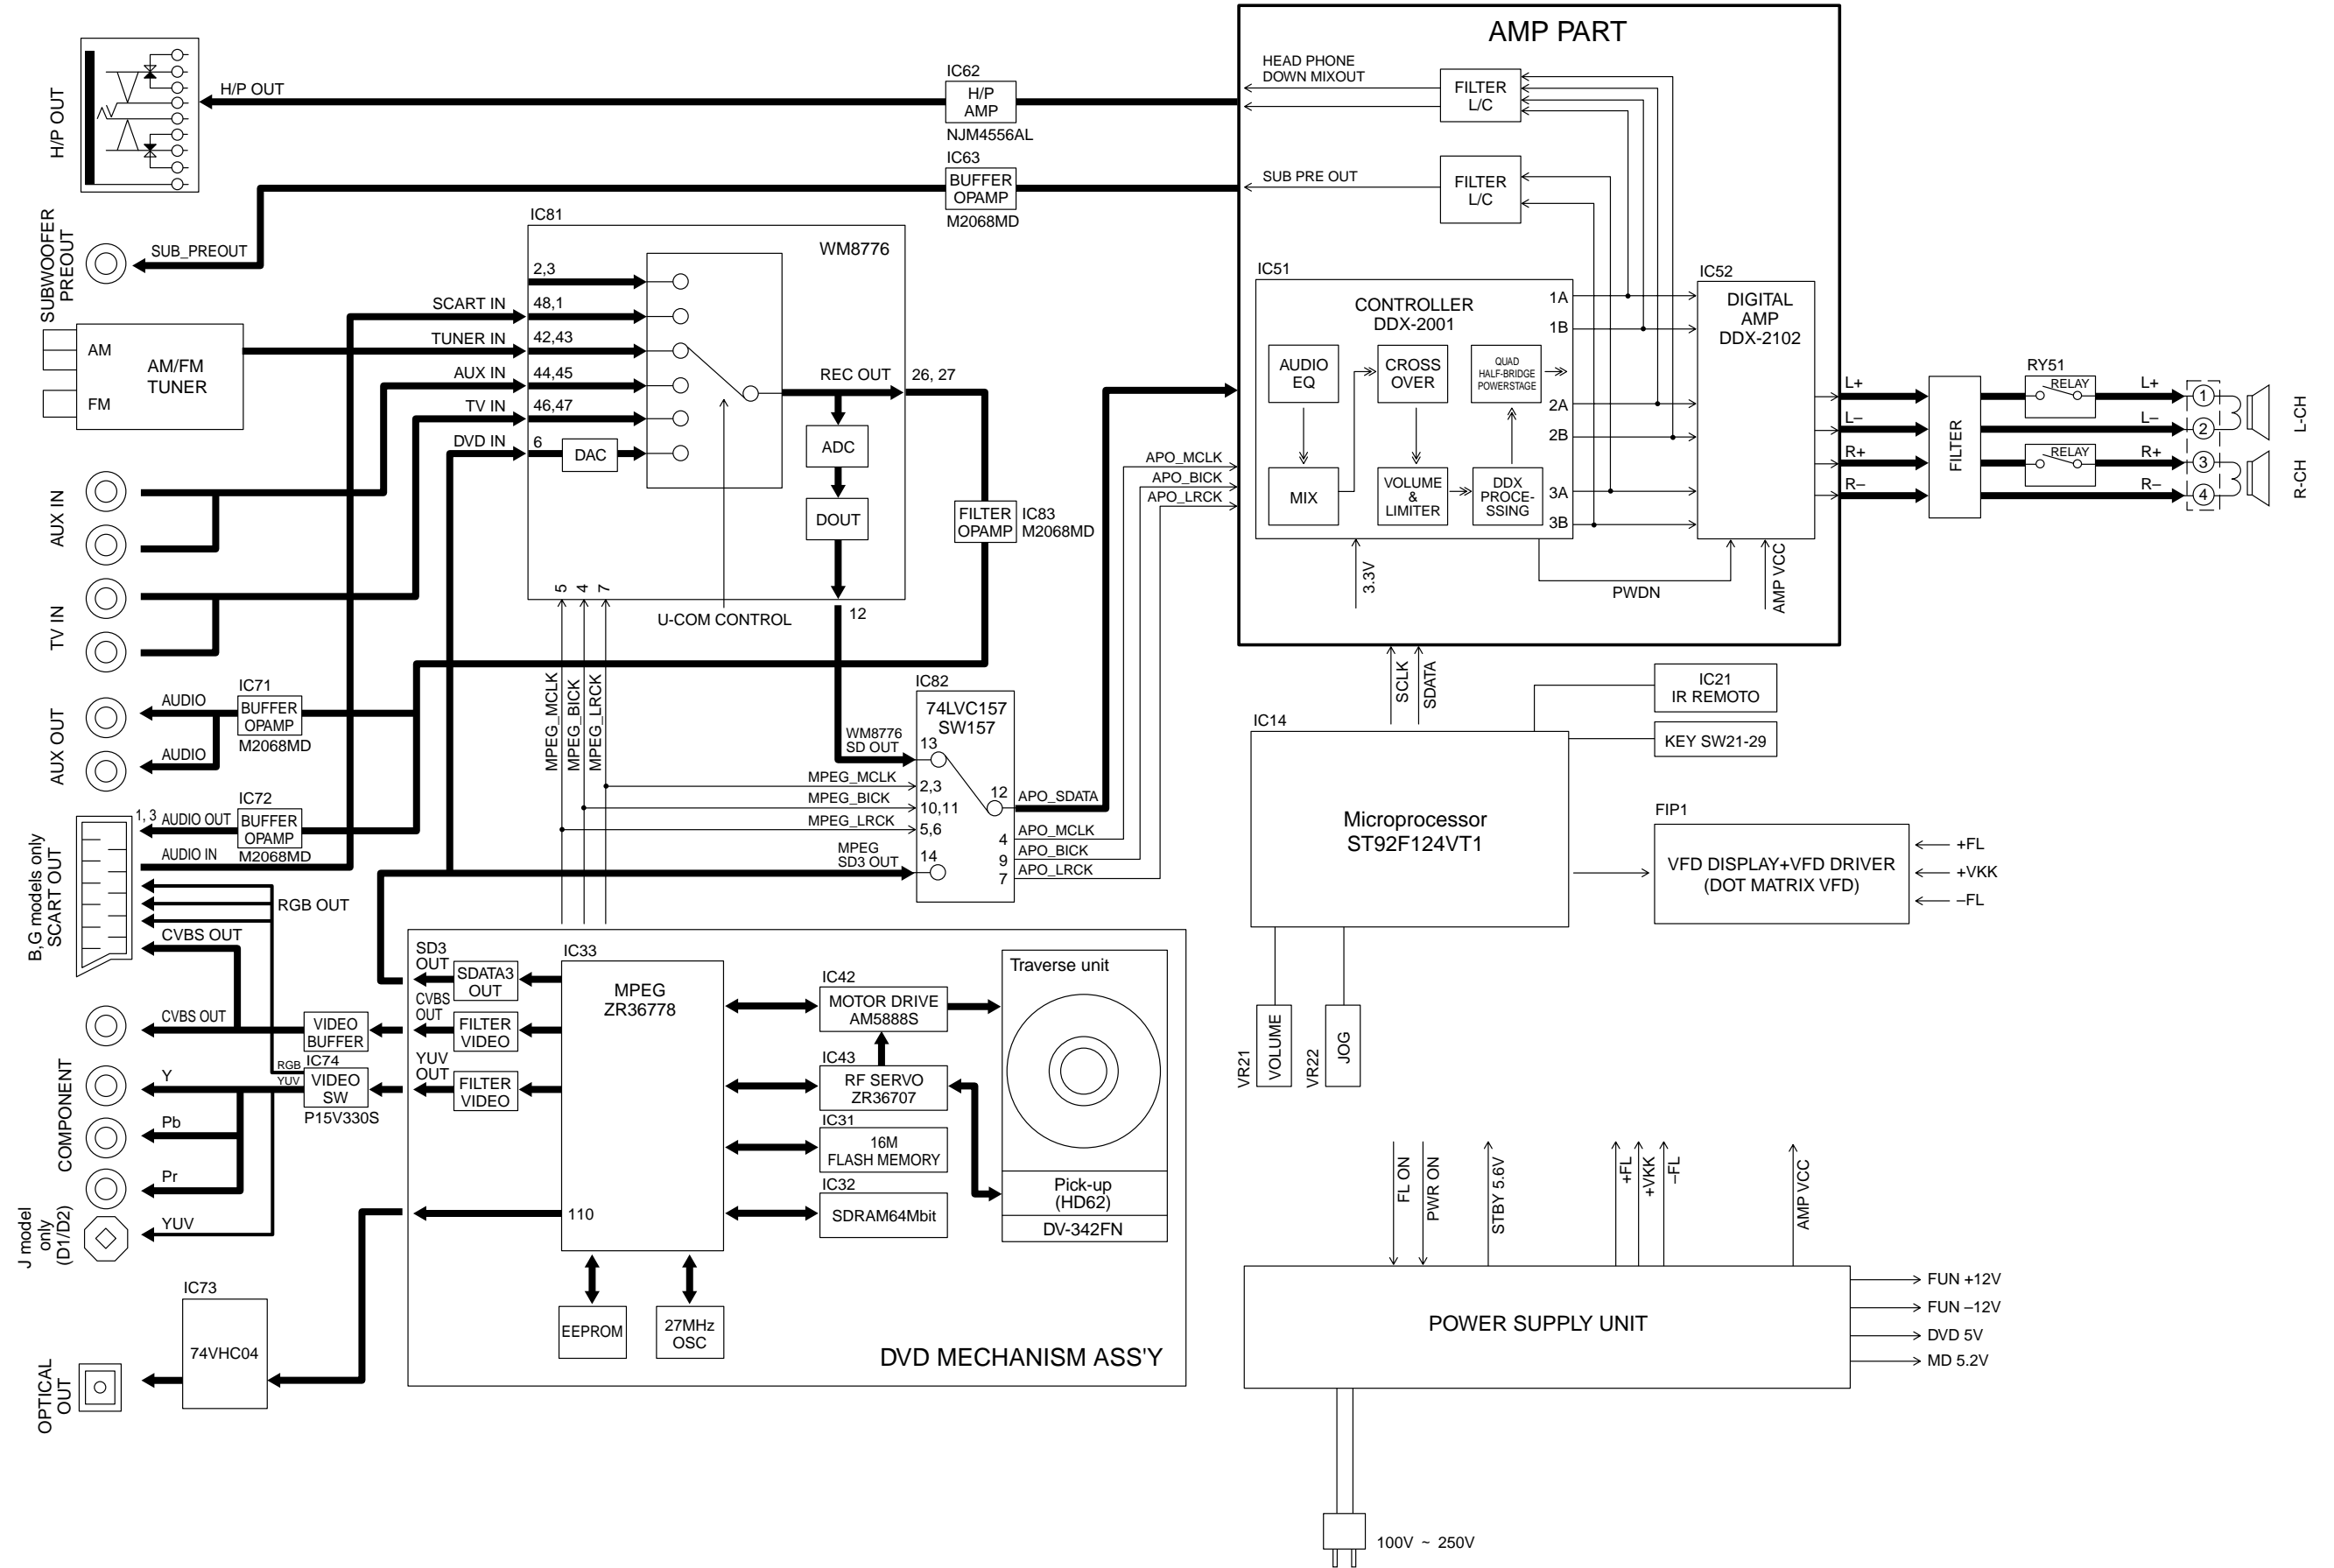 AMP PART
HEAD PHONE
DOWN MIXOUT
FILTER
L/C
SUB PRE OUT
FILTER
L/C
H/P OUT
H/P OUT
IC62
H/P
AMP
NJM4556AL
IC63
BUFFER
OPAMP
M2068MD
SUBWOOFER
PREOUT
SUB_PREOUT
IC81
WM8776
2,3
SCART IN
48,1
TUNER IN
42,43
AUX IN
44,45
TV IN
46,47
DVD IN
6
DAC
REC OUT
26, 27
ADC
DOUT
12
5
4
7
U-COM CONTROL
FILTER
OPAMP
IC83
M2068MD
AM
FM
AM/FM
TUNER
AUX IN
TV IN
AUX OUT
AUDIO
AUDIO
IC71
BUFFER
OPAMP
M2068MD
IC72
BUFFER
OPAMP
M2068MD
1, 3
AUDIO OUT
AUDIO IN
B,G models only
SCART OUT
RGB OUT
CVBS OUT
CVBS OUT
VIDEO
BUFFER
IC74
RGB
YUV
VIDEO
SW
P15V330S
COMPONENT
Y
Pb
Pr
YUV
J model
only
(D1/D2)
IC73
74VHC04
OPTICAL
OUT
MPEG_MCLK
MPEG_BICK
MPEG_LRCK
IC82
74LVC157
SW157
WM8776
SD OUT
13
MPEG_MCLK
2,3
MPEG_BICK
10,11
MPEG_LRCK
5,6
MPEG
SD3 OUT
14
12
APO_SDATA
4
APO_MCLK
9
APO_BICK
7
APO_LRCK
APO_MCLK
APO_BICK
APO_LRCK
IC51
CONTROLLER
DDX-2001
AUDIO
EQ
CROSS
OVER
QUAD
HALF-BRIDGE
POWERSTAGE
MIX
VOLUME
&
LIMITER
DDX
PROCE-
SSING
1A
1B
2A
2B
3A
3B
IC52
DIGITAL
AMP
DDX-2102
3.3V
PWDN
AMP VCC
L+
L–
R+
R–
FILTER
RY51
RELAY
RELAY
L+
L–
R+
R–
1
2
3
4
L-CH
R-CH
SCLK
SDATA
IC14
Microprocessor
ST92F124VT1
IC21
IR REMOTO
KEY SW21-29
FIP1
VFD DISPLAY+VFD DRIVER
(DOT MATRIX VFD)
+FL
+VKK
–FL
VR21
VOLUME
VR22
JOG
SD3
OUT
SDATA3
OUT
CVBS
OUT
FILTER
VIDEO
YUV
OUT
FILTER
VIDEO
IC33
MPEG
ZR36778
110
IC42
MOTOR DRIVE
AM5888S
IC43
RF SERVO
ZR36707
IC31
16M
FLASH MEMORY
IC32
SDRAM64Mbit
Traverse unit
Pick-up
(HD62)
DV-342FN
EEPROM
27MHz
OSC
DVD MECHANISM ASS'Y
FL ON
PWR ON
STBY 5.6V
+FL
+VKK
–FL
AMP VCC
POWER SUPPLY UNIT
FUN +12V
FUN –12V
DVD 5V
MD 5.2V
100V ~ 250V